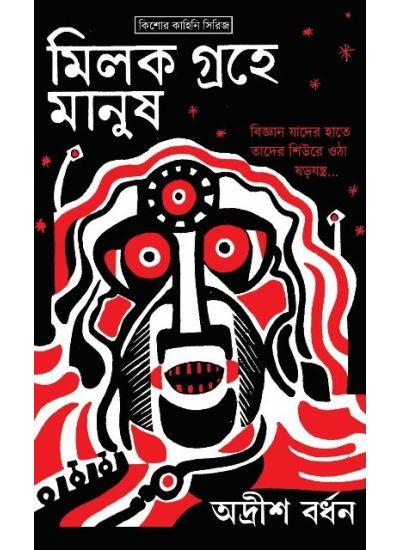 কিশোর কাহিনি সিরিজ
মিলক গ্রহে
মানুষ
বিজ্ঞান যাদের হাতে
তাদের শিউরে ওঠা
ষড়যন্ত্র...
অদ্রীশ বর্ধন